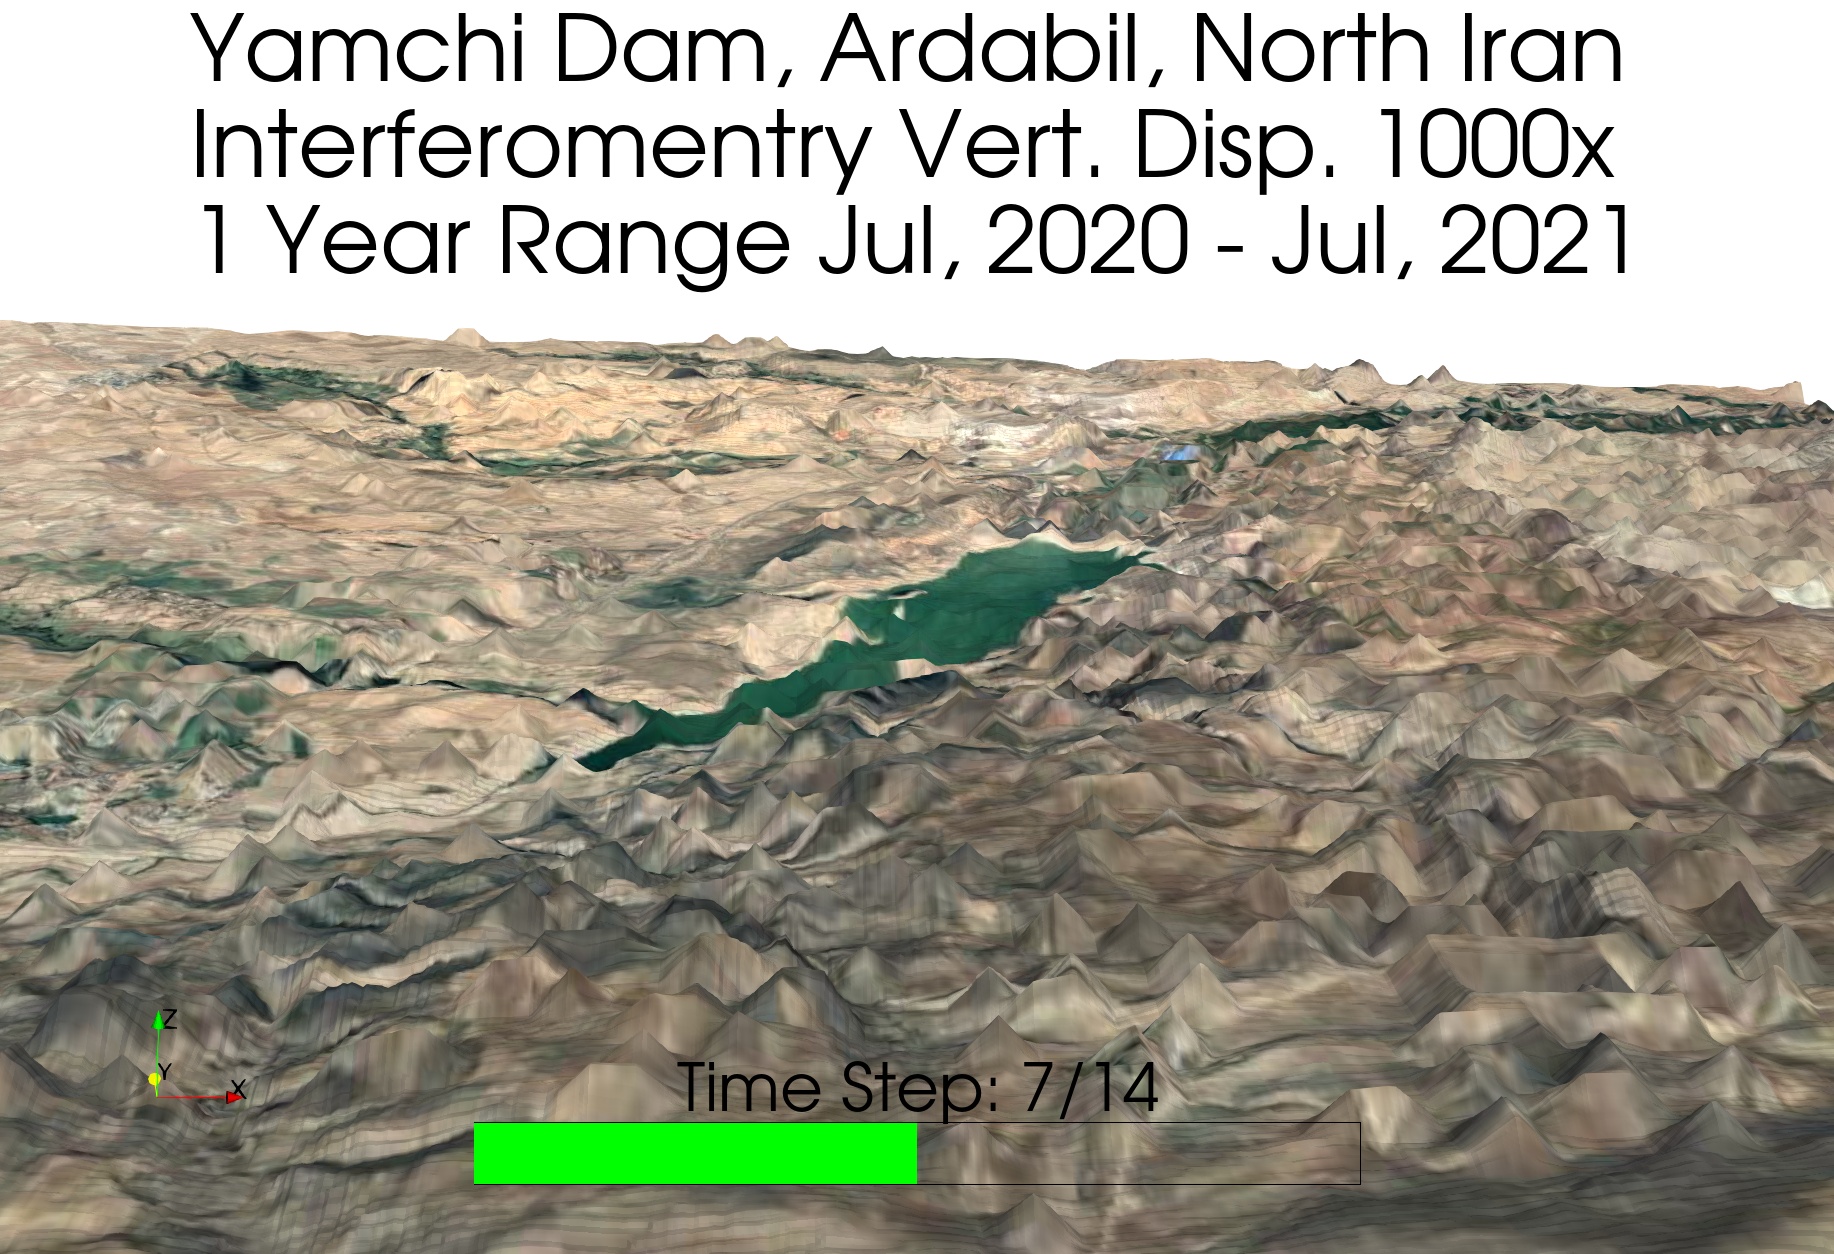 Yamchi Dam, Ardabil, North Iran
Interferomentry Vert. Disp. 1000x
1 Year Range Jul, 2020 - Jul, 2021
Z
Y
X
Time Step: 7/14